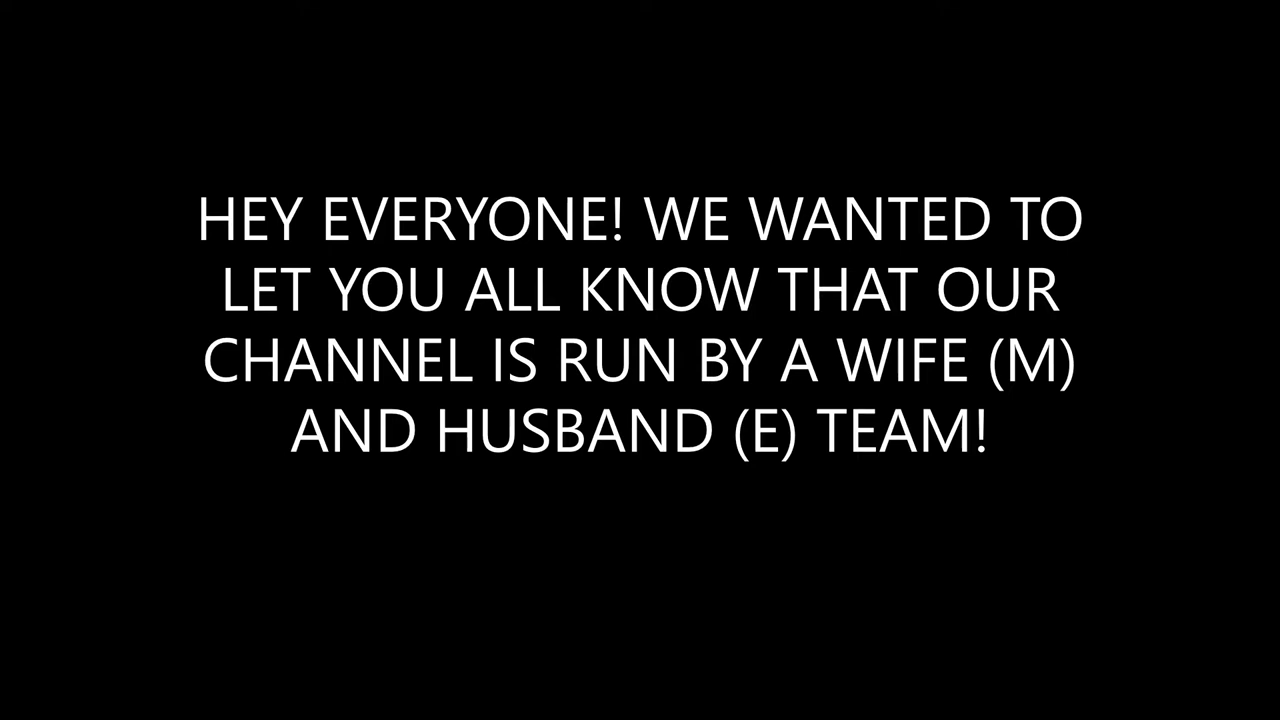 HEY EVERYONE! WE WANTED TO
LET YOU ALL KNOW THAT OUR
CHANNEL IS RUN BY A WIFE (M)
AND HUSBAND (E) TEAM!